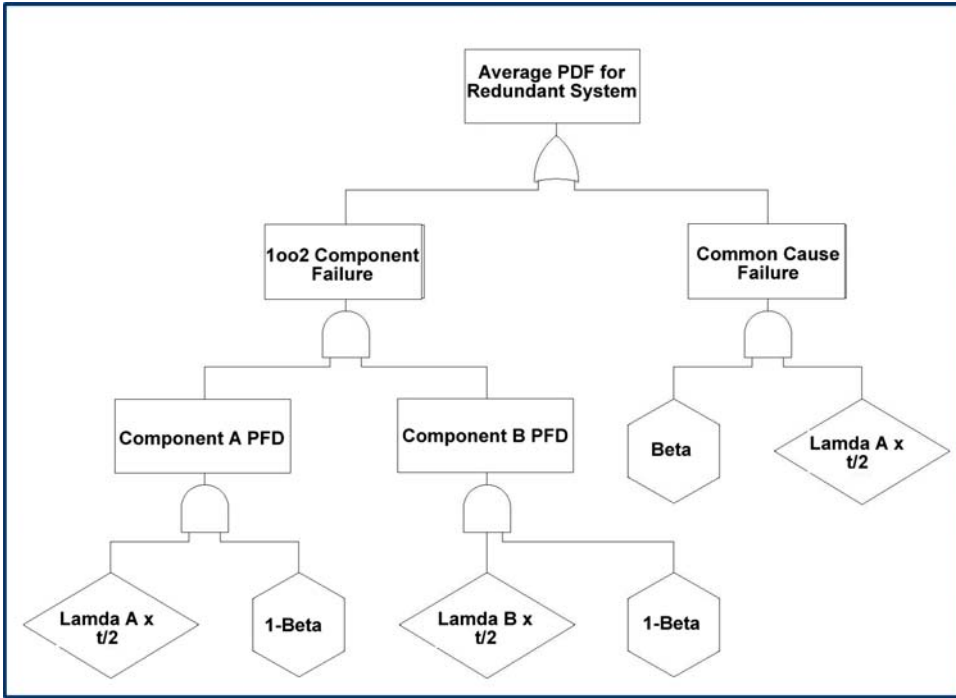 Average PDF for
Redundant System
1oo2 Component
Failure
Common Cause
Failure
Component A PFD
Component B PFD
Beta
Lamda A x
t/2
Lamda A x
t/2
1-Beta
Lamda B x
t/2
1-Beta